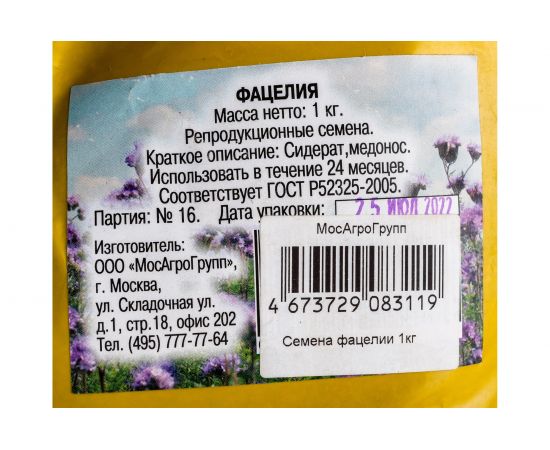 ФАЦЕЛИЯ
Масса нетто: 1 кг.
Репродукционные семена.
Краткое описание: Сидерат,медонос.
Использовать в течение 24 месяцев.
Соответствует ГОСТ Р52325-2005.
Партия: № 16. Дата упаковки: 25 ИЮЛ 2022
Изготовитель:
ООО «МосАгроГрупп»,
г. Москва,
ул. Складочная ул.
д.1, стр.18, офис 202
Тел. (495) 777-77-64
МосАгроГрупп
4 673729 083119
Семена фацелии 1кг